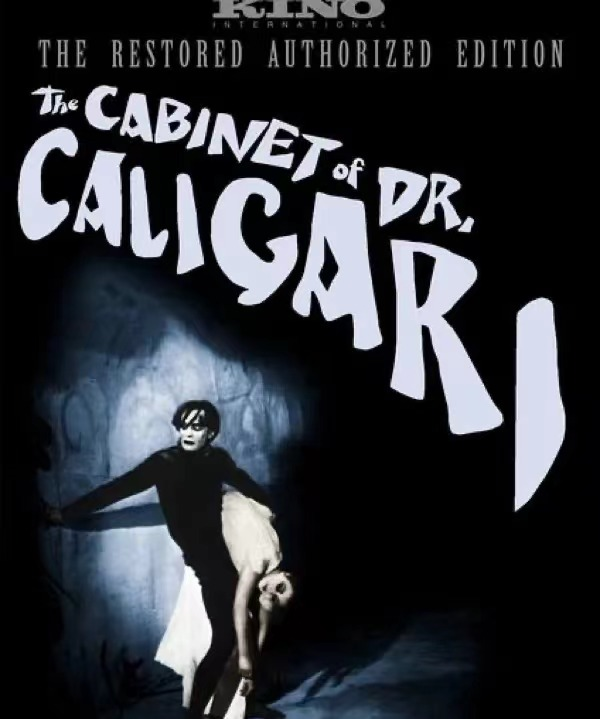 KINO
INTERNATIONAL
THE RESTORED AUTHORIZED EDITION
The CABINET of DR.
CALIGARI